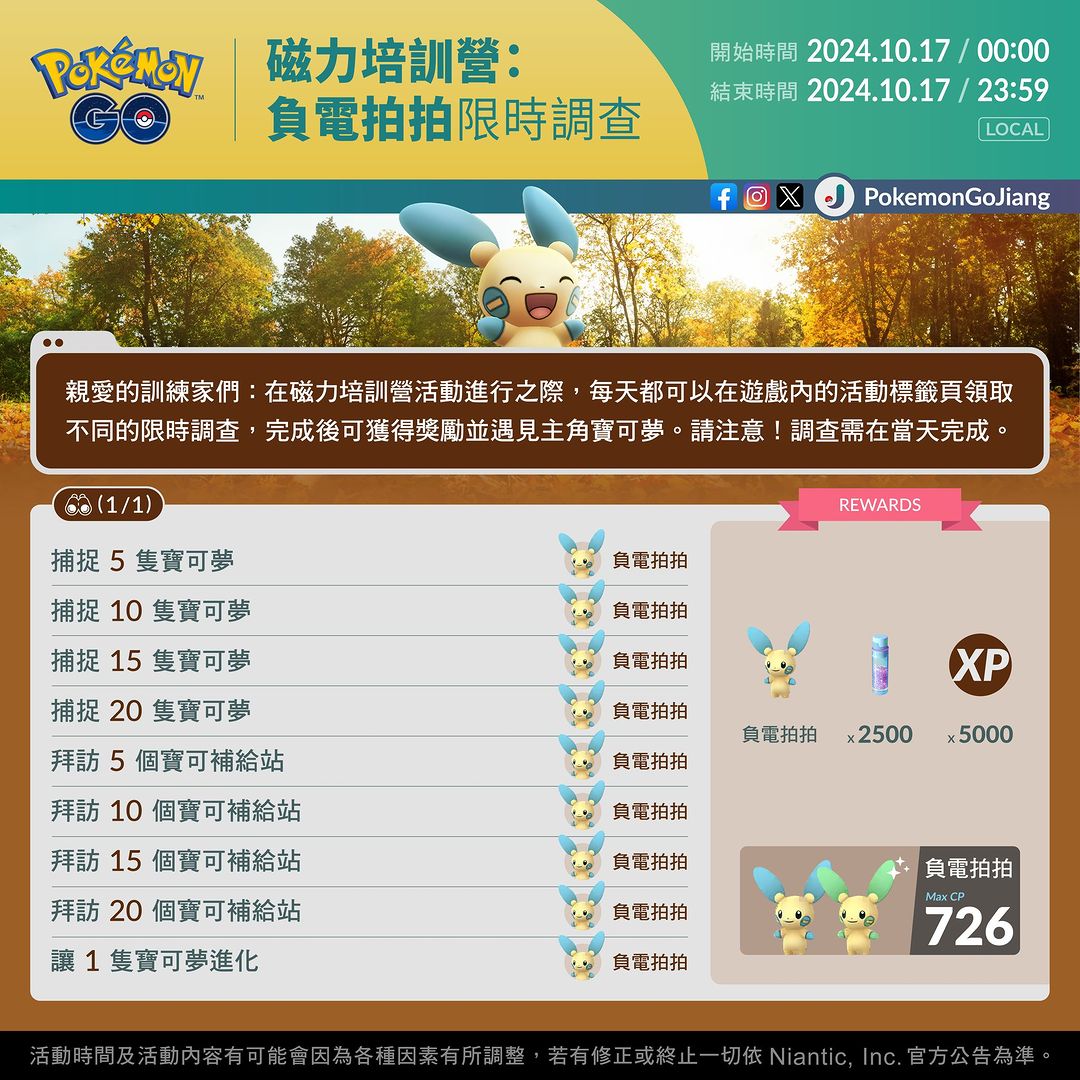 POKÉMON GO™
磁力培訓營：
負電拍拍限時調查
開始時間 2024.10.17 / 00:00
結束時間 2024.10.17 / 23:59
LOCAL
PokemonGoJiang
親愛的訓練家們：在磁力培訓營活動進行之際，每天都可以在遊戲內的活動標籤頁領取
不同的限時調查，完成後可獲得獎勵並遇見主角寶可夢。請注意！調查需在當天完成。
(1/1)
捕捉 5 隻寶可夢 負電拍拍
捕捉 10 隻寶可夢 負電拍拍
捕捉 15 隻寶可夢 負電拍拍
捕捉 20 隻寶可夢 負電拍拍
拜訪 5 個寶可補給站 負電拍拍
拜訪 10 個寶可補給站 負電拍拍
拜訪 15 個寶可補給站 負電拍拍
拜訪 20 個寶可補給站 負電拍拍
讓 1 隻寶可夢進化 負電拍拍
REWARDS
XP
負電拍拍 x2500 x5000
負電拍拍
Max CP
726
活動時間及活動內容有可能會因為各種因素有所調整，若有修正或終止一切依 Niantic, Inc. 官方公告為準。